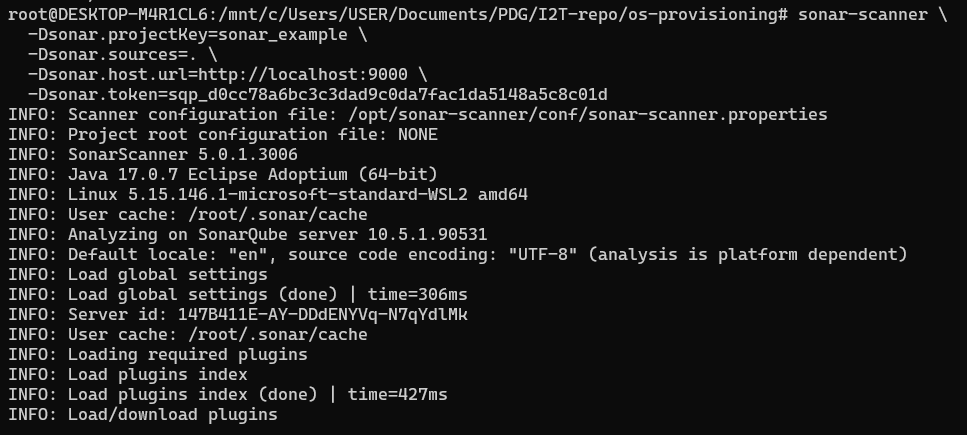 root@DESKTOP-M4R1CL6:/mnt/c/Users/USER/Documents/PDG/I2T-repo/os-provisioning# sonar-scanner \
  -Dsonar.projectKey=sonar_example \
  -Dsonar.sources=. \
  -Dsonar.host.url=http://localhost:9000 \
  -Dsonar.token=sqp_d0cc78a6bc3c3dad9c0da7fac1da5148a5c8c01d
INFO: Scanner configuration file: /opt/sonar-scanner/conf/sonar-scanner.properties
INFO: Project root configuration file: NONE
INFO: SonarScanner 5.0.1.3006
INFO: Java 17.0.7 Eclipse Adoptium (64-bit)
INFO: Linux 5.15.146.1-microsoft-standard-WSL2 amd64
INFO: User cache: /root/.sonar/cache
INFO: Analyzing on SonarQube server 10.5.1.90531
INFO: Default locale: "en", source code encoding: "UTF-8" (analysis is platform dependent)
INFO: Load global settings
INFO: Load global settings (done) | time=306ms
INFO: Server id: 147B411E-AY-DDdENYVq-N7qYdlMk
INFO: User cache: /root/.sonar/cache
INFO: Loading required plugins
INFO: Load plugins index
INFO: Load plugins index (done) | time=427ms
INFO: Load/download plugins